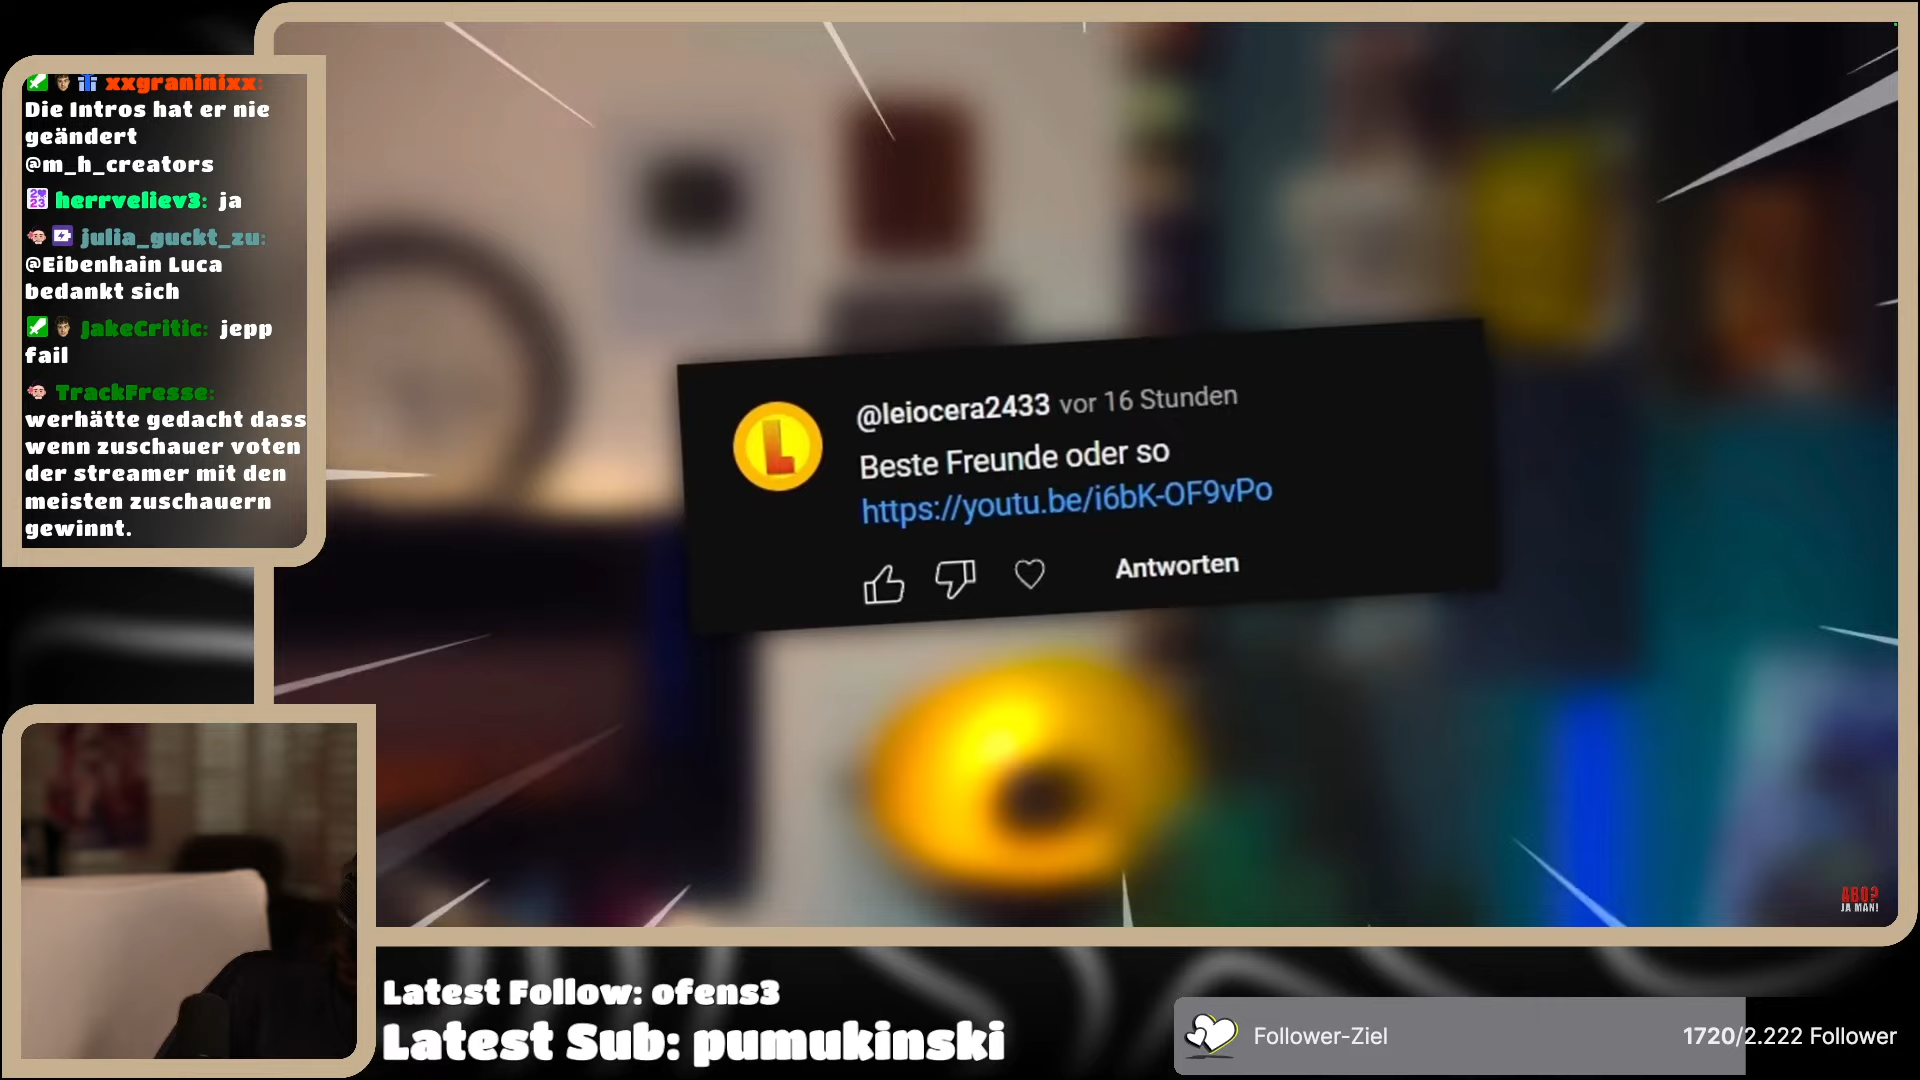 xxgraninixx:
Die Intros hat er nie
geändert
@m_h_creators
2023 herrveliev3: ja
julia_guckt_zu:
@Eibenhain Luca
bedankt sich
JakeCritic: jepp
fail
TrackFresse:
werhätte gedacht dass
wenn zuschauer voten
der streamer mit den
meisten zuschauern
gewinnt.
L
@leiocera2433 vor 16 Stunden
Beste Freunde oder so
https://youtu.be/i6bK-OF9vPo
Antworten
ABO?
JA MAN!
Latest Follow: ofens3
Latest Sub: pumukinski
Follower-Ziel
1720/2.222 Follower